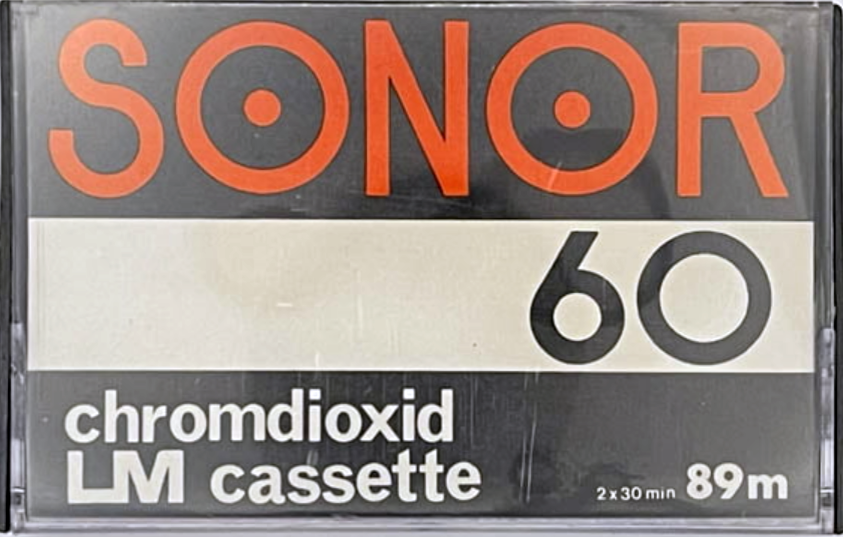 SONOR
60
chromdioxid
LM cassette
2x30 min 89m